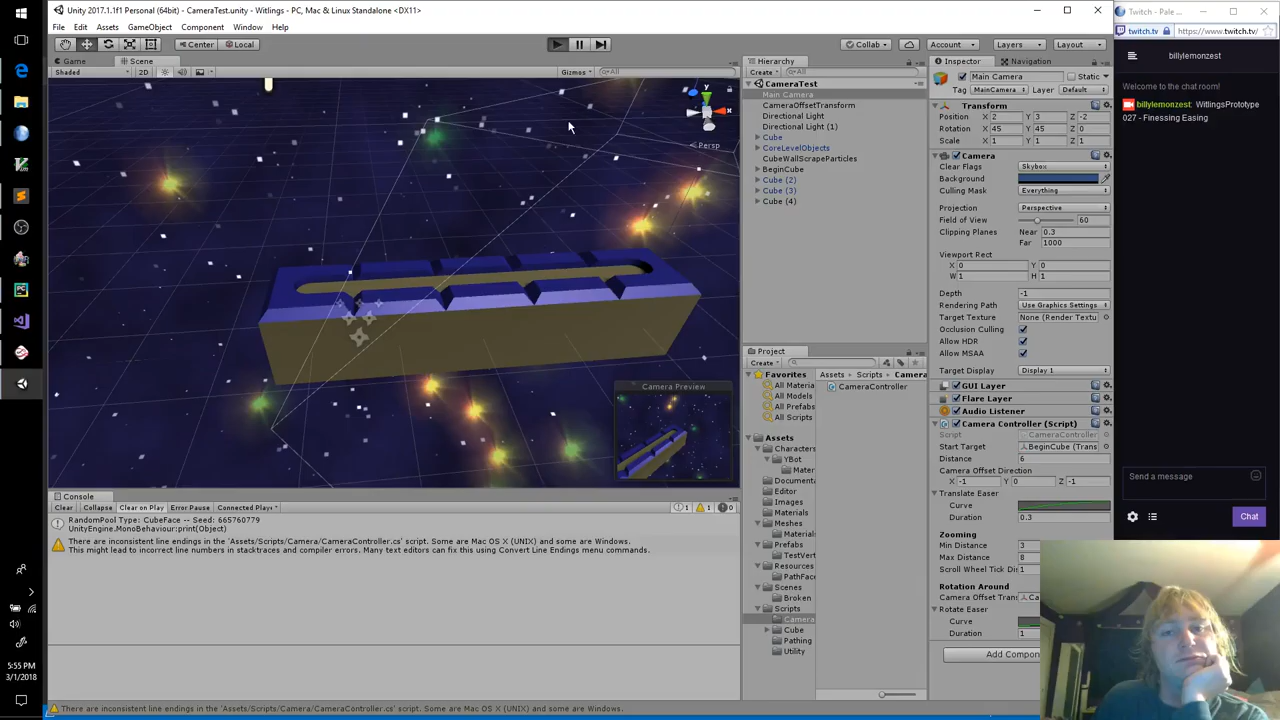 Unity 2017.1.1f1 Personal (64bit) - CameraTest.unity - Witlings - PC, Mac & Linux Standalone <DX11>
File Edit Assets GameObject Component Window Help
Center Local
Collab Account Layers Layout
Game Scene
Shaded 2D Gizmos All
y x
Persp
Camera Preview
Hierarchy
Create All
CameraTest
Main Camera
CameraOffsetTransform
Directional Light
Directional Light (1)
Cube
CoreLevelObjects
CubeWallScrapeParticles
BeginCube
Cube (2)
Cube (3)
Cube (4)
Project
Create
Favorites
All Materia
All Models
All Prefabs
All Scripts
Assets
Characters
YBot
Mater
Documenta
Editor
Images
Materials
Meshes
Materials
Prefabs
TestVert
Resources
PathFace
Scenes
Broken
Scripts
Camera
Cube
Pathing
Utility
Assets Scripts Camera
CameraController
Inspector Navigation
Main Camera Static
Tag MainCamera Layer Default
Transform
Position X 2 Y 3 Z -2
Rotation X 45 Y 45 Z 0
Scale X 1 Y 1 Z 1
Camera
Clear Flags Skybox
Background
Culling Mask Everything
Projection Perspective
Field of View 60
Clipping Planes Near 0.3
Far 1000
Viewport Rect
X 0 Y 0
W 1 H 1
Depth -1
Rendering Path Use Graphics Settings
Target Texture None (Render Textu
Occlusion Culling
Allow HDR
Allow MSAA
Target Display Display 1
GUI Layer
Flare Layer
Audio Listener
Camera Controller (Script)
Script CameraController
Start Target BeginCube (Trans
Distance 6
Camera Offset Direction
X -1 Y 0 Z -1
Translate Easer
Curve
Duration 0.3
Zooming
Min Distance 3
Max Distance 8
Scroll Wheel Tick Dis 1
Rotation Around
Camera Offset Trans Ca
Rotate Easer
Curve
Duration 1
Add Compon
Console
Clear Collapse Clear on Play Error Pause Connected Player 1 1 0
RandomPool Type: CubeFace -- Seed: 665760779
UnityEngine.MonoBehaviour:print(Object)
There are inconsistent line endings in the 'Assets/Scripts/Camera/CameraController.cs' script. Some are Mac OS X (UNIX) and some are Windows.
This might lead to incorrect line numbers in stacktraces and compiler errors. Many text editors can fix this using Convert Line Endings menu commands.
There are inconsistent line endings in the 'Assets/Scripts/Camera/CameraController.cs' script. Some are Mac OS X (UNIX) and some are Windows.
5:55 PM
3/1/2018
Twitch - Pale ...
twitch.tv https://www.twitch.tv/
billylemonzest
Welcome to the chat room!
billylemonzest: WitlingsPrototype
027 - Finessing Easing
Send a message
Chat